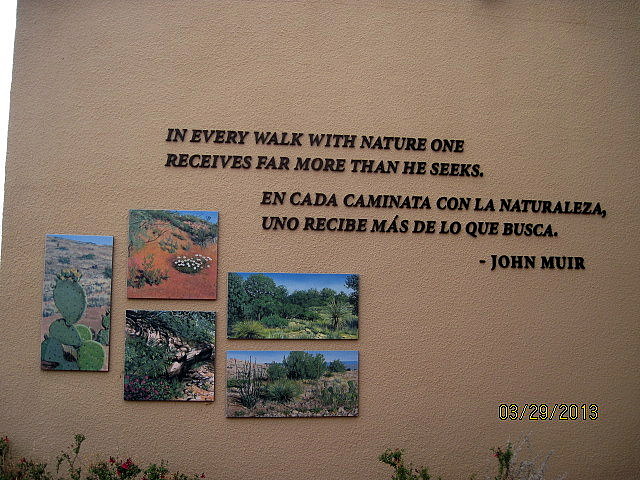 IN EVERY WALK WITH NATURE ONE
RECEIVES FAR MORE THAN HE SEEKS.
EN CADA CAMINATA CON LA NATURALEZA,
UNO RECIBE MÁS DE LO QUE BUSCA.
- JOHN MUIR
03/29/2013